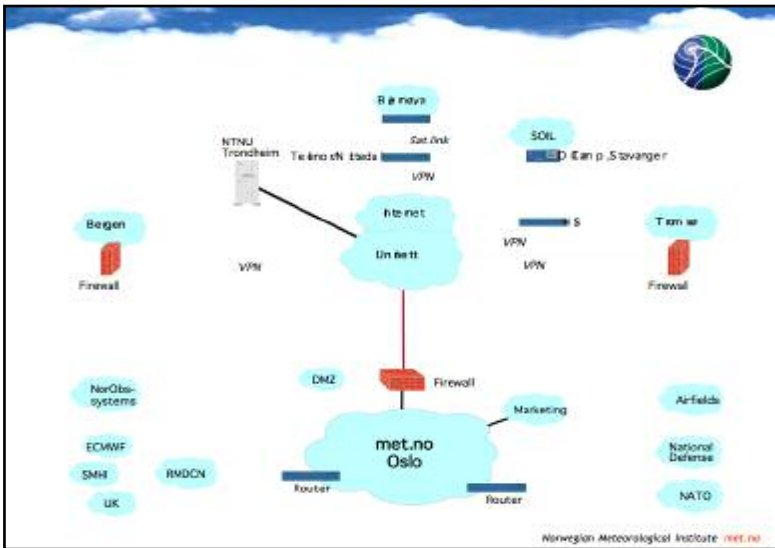 Sat.link
SOIL
NTNU
Trondheim
VPN
Internet
Bergen
Uninett
S
VPN
VPN
VPN
Firewall
Firewall
DMZ
Firewall
NorObs-
systems
Marketing
Airfields
met.no
Oslo
ECMWF
National
Defense
SMHI
RMDCN
Router
Router
UK
NATO
Norwegian Meteorological Institute met.no